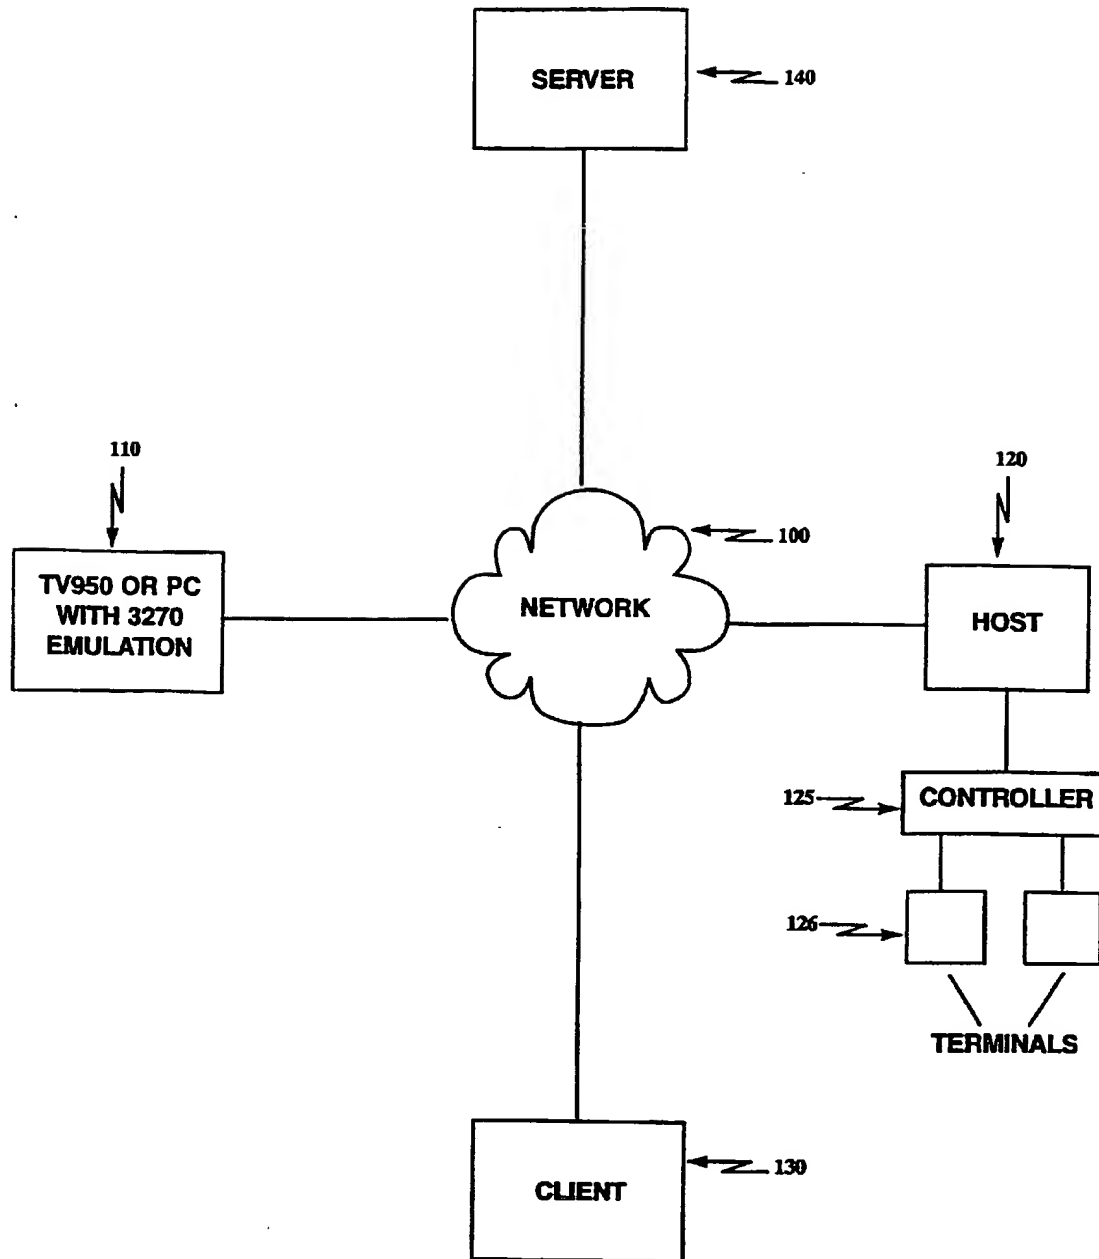 SERVER
140
110
120
100
TV950 OR PC
WITH 3270
EMULATION
NETWORK
HOST
125
CONTROLLER
126
TERMINALS
130
CLIENT